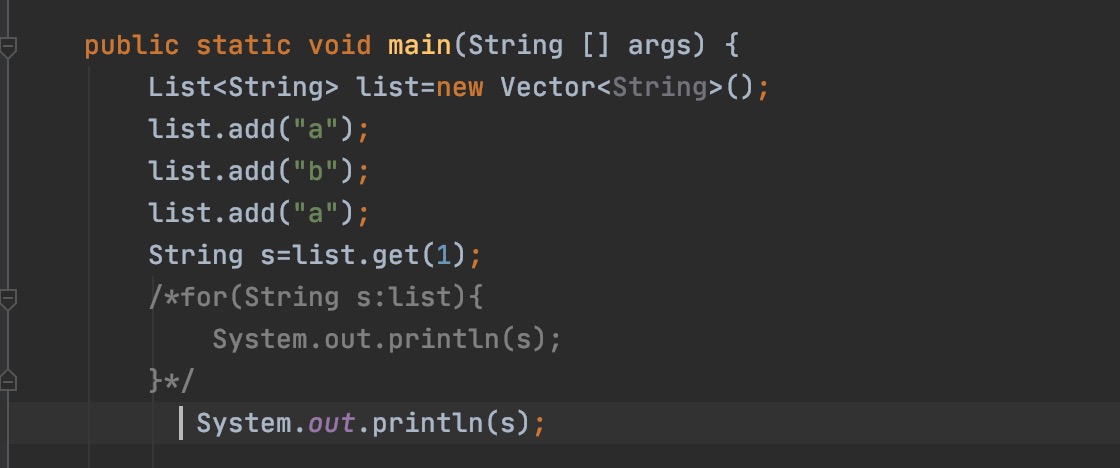 public static void main(String [] args) {
List<String> list=new Vector<String>();
list.add("a");
list.add("b");
list.add("a");
String s=list.get(1);
/*for(String s:list){
System.out.println(s);
}*/
System.out.println(s);